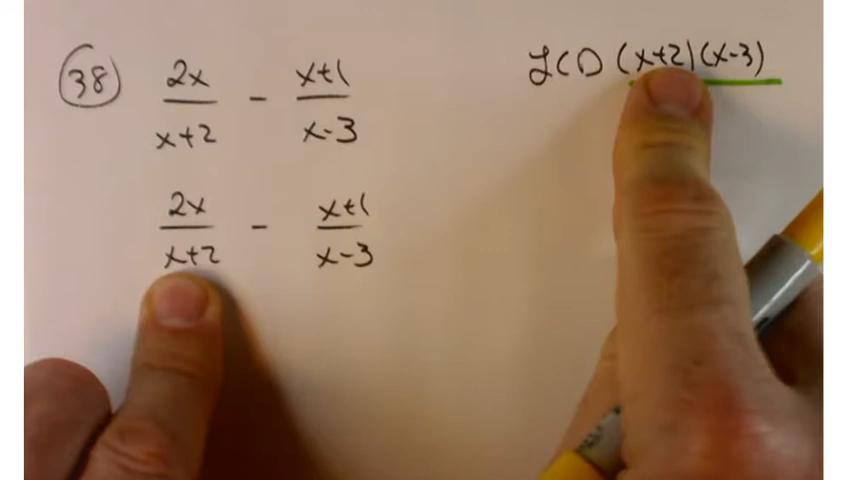 38 2x/x+2 - x+1/x-3 LCD (x+2)(x-3)
2x/x+2 - x+1/x-3